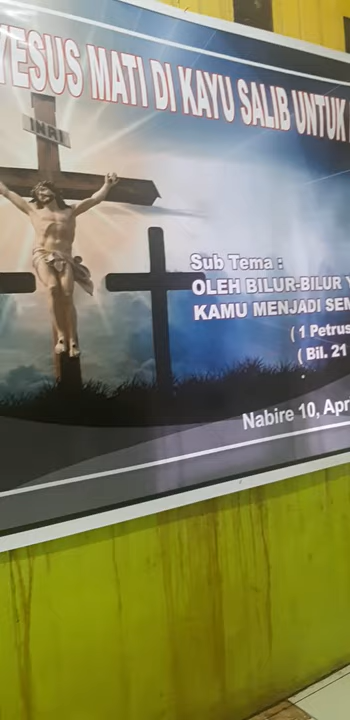 YESUS MATI DI KAYU SALIB UNTUK
INRI
Sub Tema :
OLEH BILUR-BILUR
KAMU MENJADI SEM
( 1 Petrus
( Bil. 21
Nabire 10, Apr